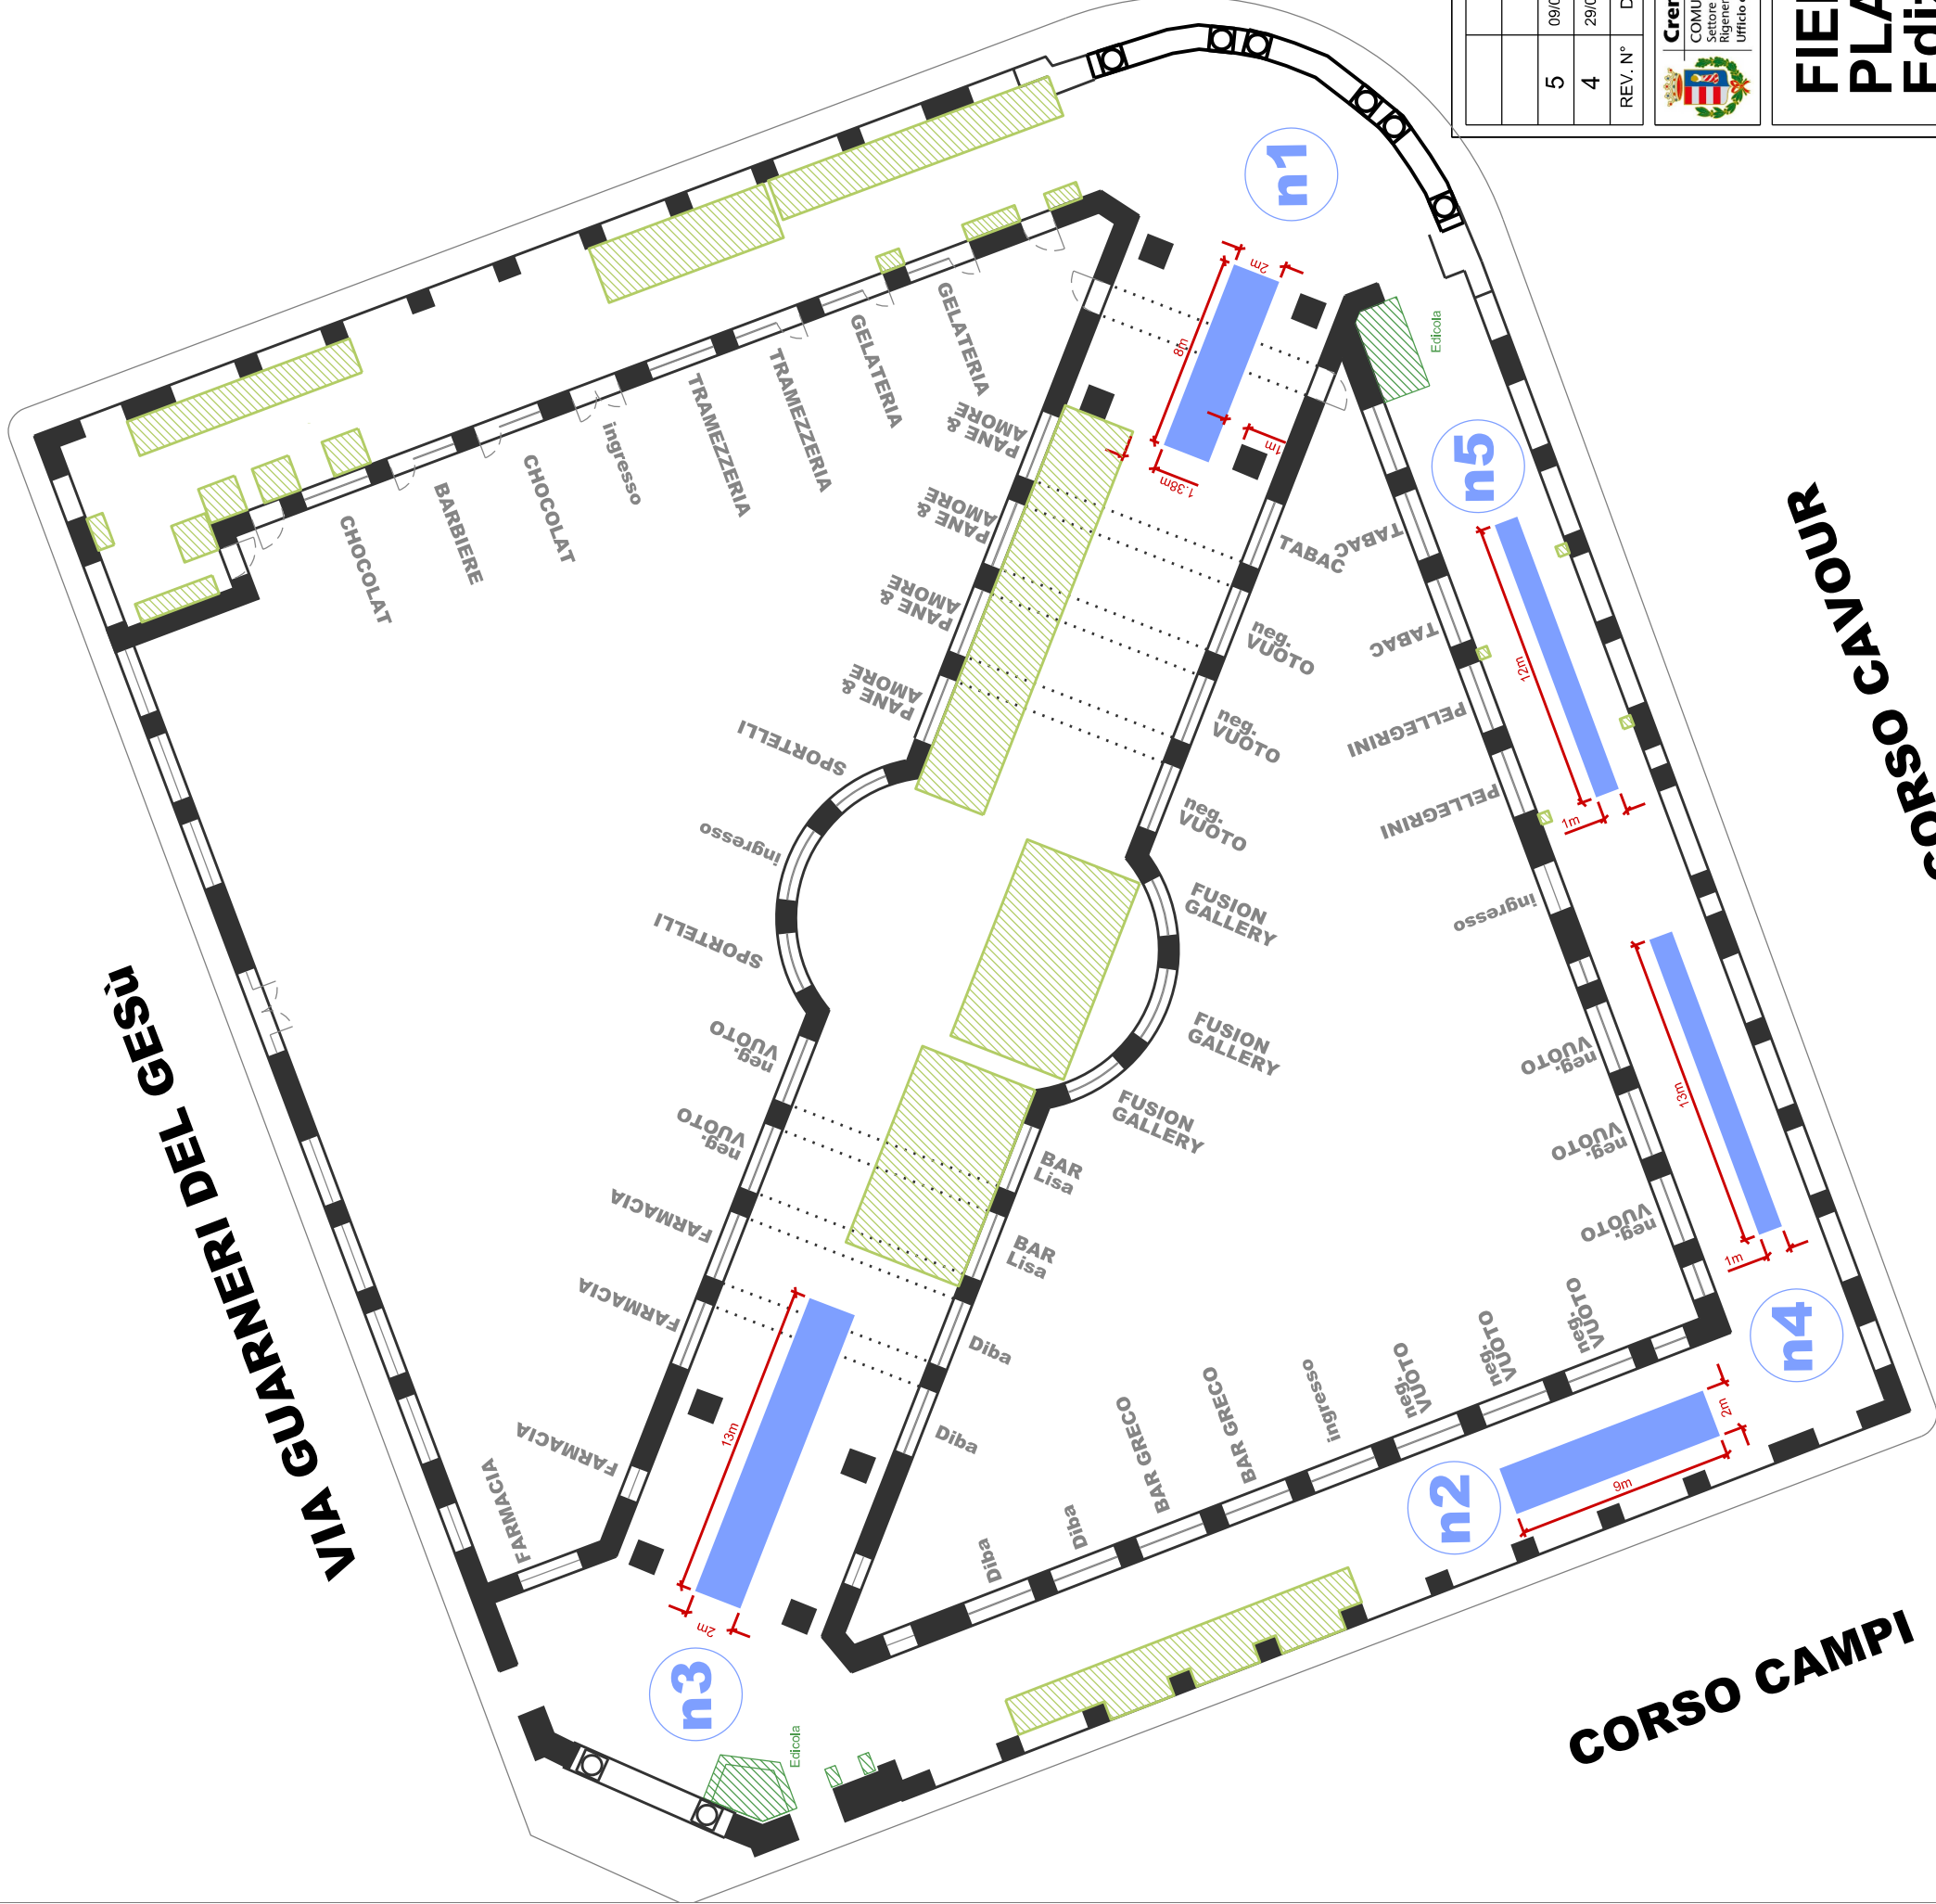 5
09/0
4
29/0
REV. N°
D
Cren
COMU
Settore
Rigener
Ufficio
FIE
PLA
Edi
n1
2m
8m
1m
1.38m
Edicola
n5
12m
1m
CORSO CAVOUR
13m
1m
n4
n2
2m
9m
CORSO CAMPI
n3
13m
2m
Edicola
VIA GUARNERI DEL GESù
GELATERIA
GELATERIA
TRAMEZZERIA
TRAMEZZERIA
ingresso
CHOCOLAT
BARBIERE
CHOCOLAT
PANE &
AMORE
PANE &
AMORE
PANE &
AMORE
PANE &
AMORE
SPORTELLI
ingresso
SPORTELLI
neg.
VUOTO
neg.
VUOTO
FARMACIA
FARMACIA
FARMACIA
FARMACIA
TABAC
neg.
VUOTO
neg.
VUOTO
neg.
VUOTO
FUSION
GALLERY
FUSION
GALLERY
FUSION
GALLERY
BAR
Lisa
BAR
Lisa
Diba
Diba
TABAC
TABAC
PELLEGRINI
PELLEGRINI
ingresso
neg.
VUOTO
neg.
VUOTO
neg.
VUOTO
neg.
VUOTO
neg.
VUOTO
neg.
VUOTO
ingresso
BAR GRECO
BAR GRECO
Diba
Diba